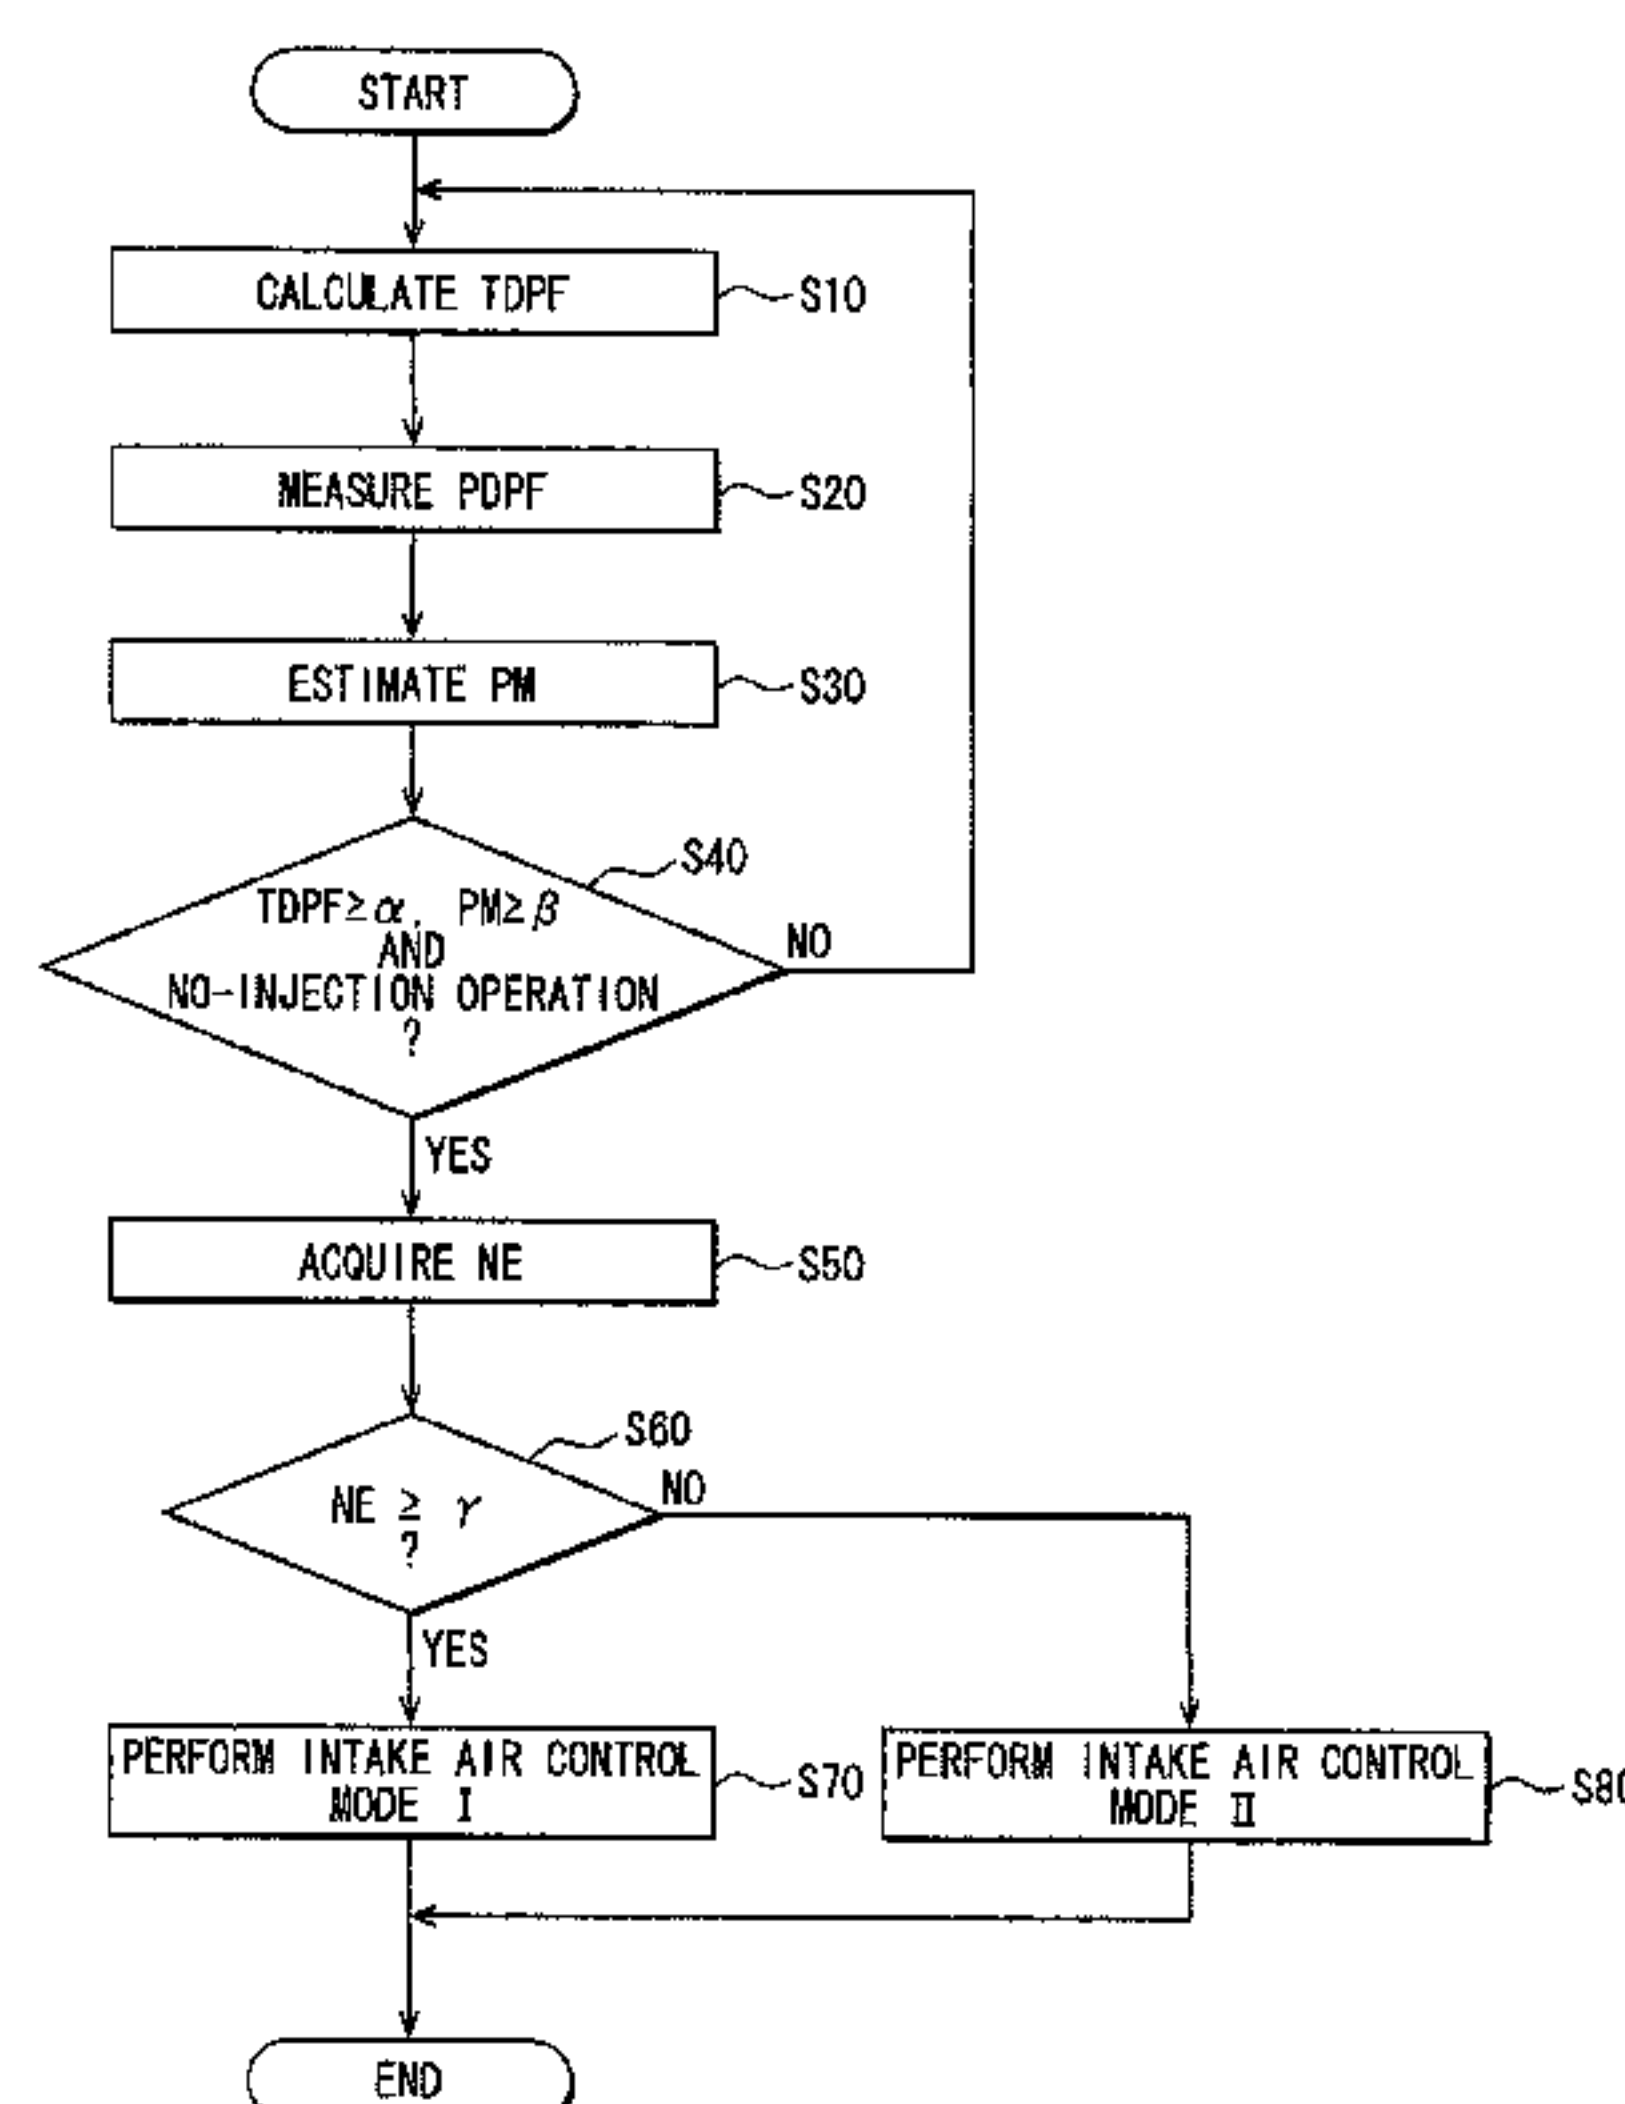 START
CALCULATE TDPF
S10
MEASURE PDPF
S20
ESTIMATE PM
S30
S40
TDPF≥α, PM≥β
AND
NO-INJECTION OPERATION
?
NO
YES
ACQUIRE NE
S50
S60
NE ≥ γ
?
NO
YES
PERFORM INTAKE AIR CONTROL
MODE I
S70
PERFORM INTAKE AIR CONTROL
MODE II
S80
END